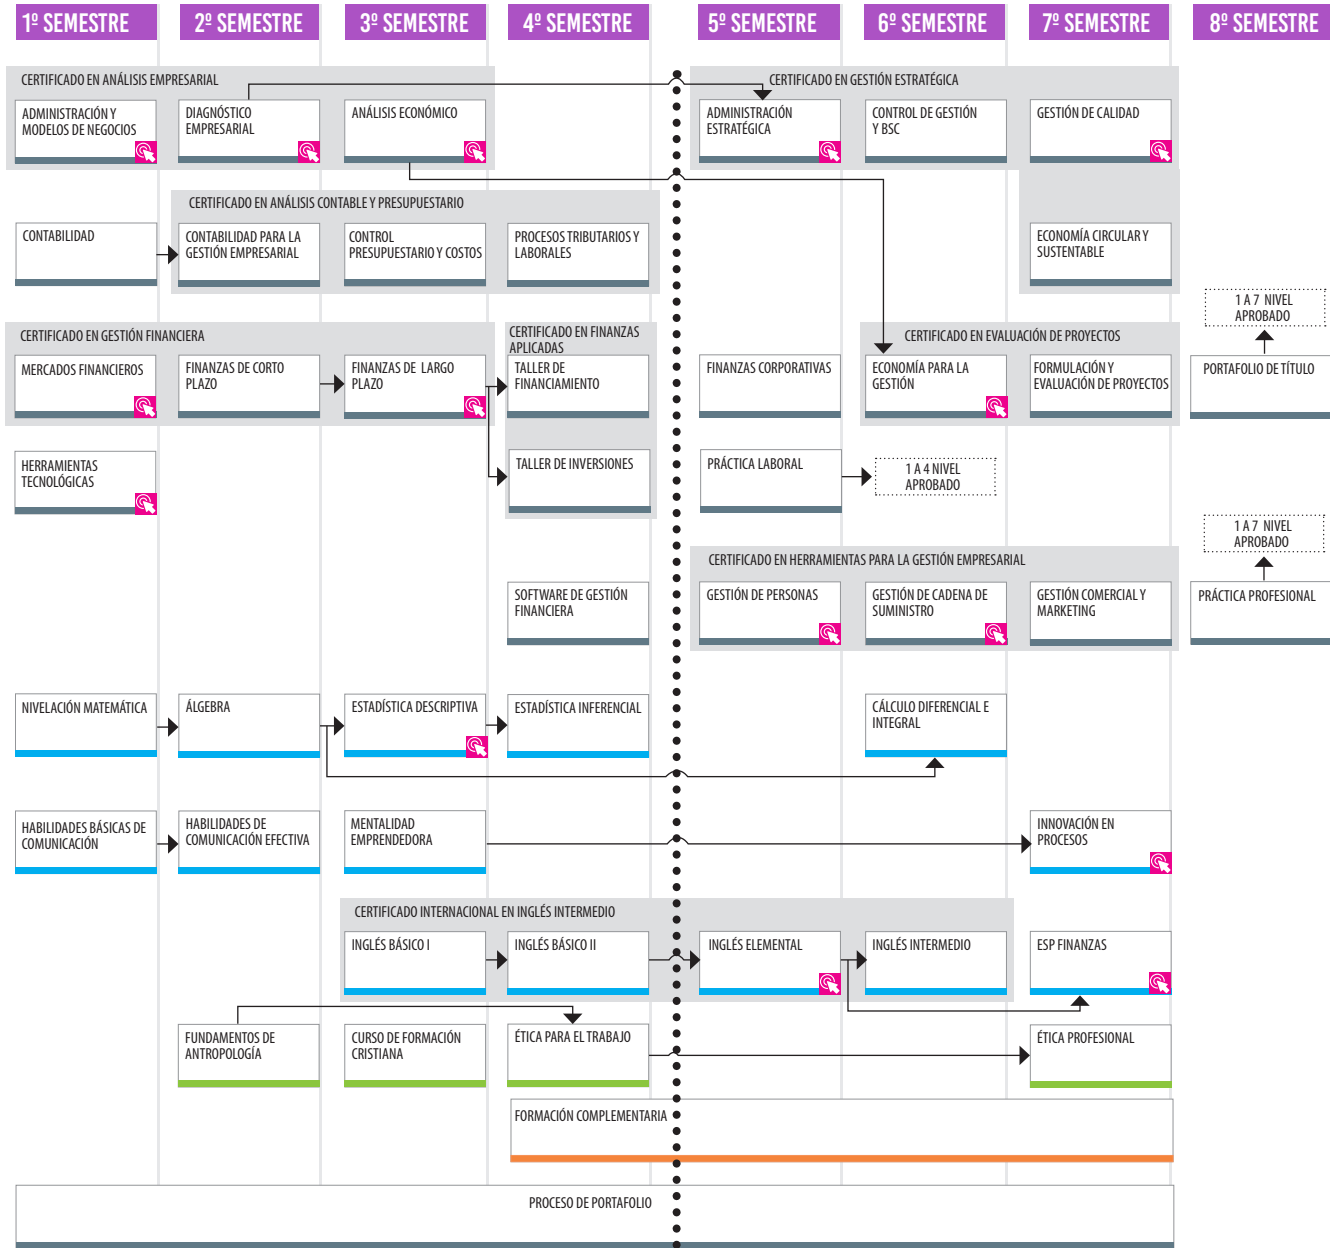 1º SEMESTRE
2º SEMESTRE
3º SEMESTRE
4º SEMESTRE
5º SEMESTRE
6º SEMESTRE
7º SEMESTRE
8º SEMESTRE
CERTIFICADO EN ANÁLISIS EMPRESARIAL
CERTIFICADO EN GESTIÓN ESTRATÉGICA
ADMINISTRACIÓN Y
MODELOS DE NEGOCIOS
DIAGNÓSTICO
EMPRESARIAL
ANÁLISIS ECONÓMICO
ADMINISTRACIÓN
ESTRATÉGICA
CONTROL DE GESTIÓN
Y BSC
GESTIÓN DE CALIDAD
CERTIFICADO EN ANÁLISIS CONTABLE Y PRESUPUESTARIO
CONTABILIDAD
CONTABILIDAD PARA LA
GESTIÓN EMPRESARIAL
CONTROL
PRESUPUESTARIO Y COSTOS
PROCESOS TRIBUTARIOS Y
LABORALES
ECONOMÍA CIRCULAR Y
SUSTENTABLE
1 A 7 NIVEL
APROBADO
CERTIFICADO EN GESTIÓN FINANCIERA
CERTIFICADO EN FINANZAS
APLICADAS
CERTIFICADO EN EVALUACIÓN DE PROYECTOS
MERCADOS FINANCIEROS
FINANZAS DE CORTO
PLAZO
FINANZAS DE LARGO
PLAZO
TALLER DE
FINANCIAMIENTO
FINANZAS CORPORATIVAS
ECONOMÍA PARA LA
GESTIÓN
FORMULACIÓN Y
EVALUACIÓN DE PROYECTOS
PORTAFOLIO DE TÍTULO
HERRAMIENTAS
TECNOLÓGICAS
TALLER DE INVERSIONES
PRÁCTICA LABORAL
1 A 4 NIVEL
APROBADO
1 A 7 NIVEL
APROBADO
CERTIFICADO EN HERRAMIENTAS PARA LA GESTIÓN EMPRESARIAL
SOFTWARE DE GESTIÓN
FINANCIERA
GESTIÓN DE PERSONAS
GESTIÓN DE CADENA DE
SUMINISTRO
GESTIÓN COMERCIAL Y
MARKETING
PRÁCTICA PROFESIONAL
NIVELACIÓN MATEMÁTICA
ÁLGEBRA
ESTADÍSTICA DESCRIPTIVA
ESTADÍSTICA INFERENCIAL
CÁLCULO DIFERENCIAL E
INTEGRAL
HABILIDADES BÁSICAS DE
COMUNICACIÓN
HABILIDADES DE
COMUNICACIÓN EFECTIVA
MENTALIDAD
EMPRENDEDORA
INNOVACIÓN EN
PROCESOS
CERTIFICADO INTERNACIONAL EN INGLÉS INTERMEDIO
INGLÉS BÁSICO I
INGLÉS BÁSICO II
INGLÉS ELEMENTAL
INGLÉS INTERMEDIO
ESP FINANZAS
FUNDAMENTOS DE
ANTROPOLOGÍA
CURSO DE FORMACIÓN
CRISTIANA
ÉTICA PARA EL TRABAJO
ÉTICA PROFESIONAL
FORMACIÓN COMPLEMENTARIA
PROCESO DE PORTAFOLIO